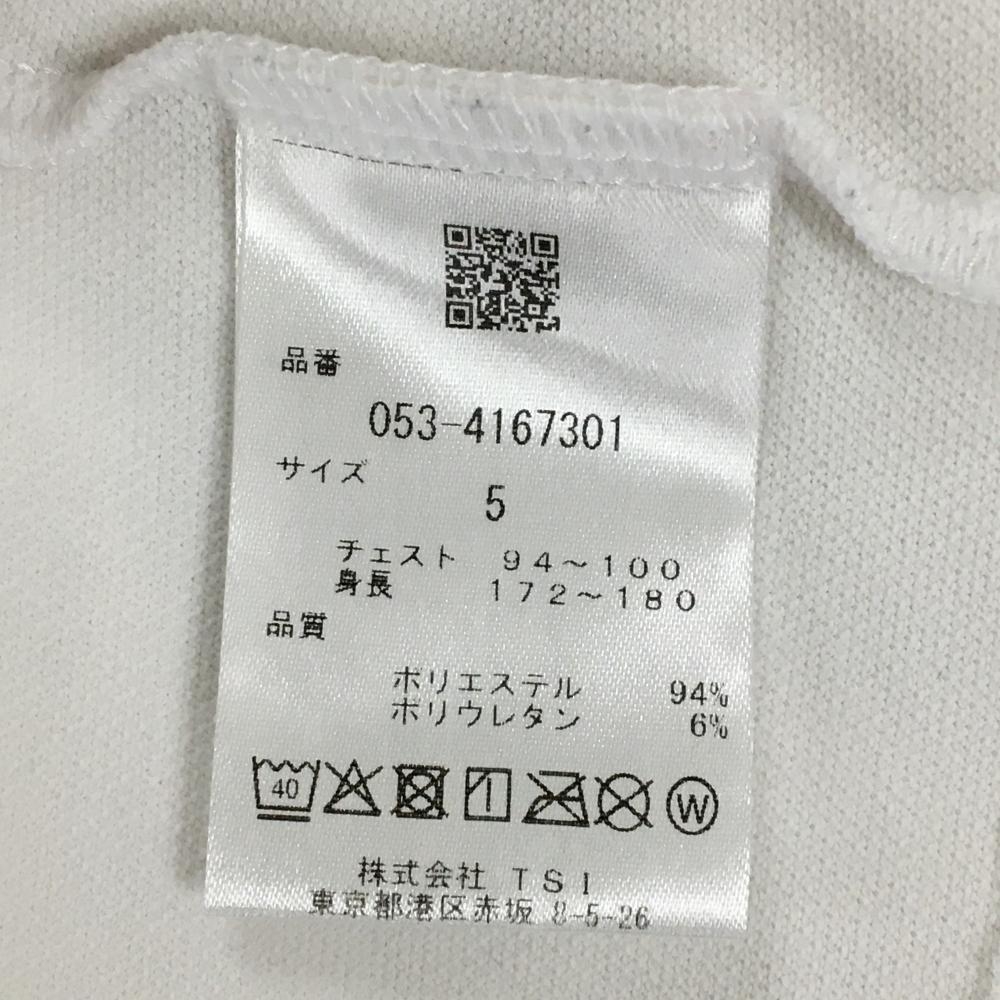 品番
053-4167301
サイズ
5
チェスト 94〜100
身長 172〜180
品質
ポリエステル 94%
ポリウレタン 6%
40 W
株式会社 TSI
東京都港区赤坂 8-5-26